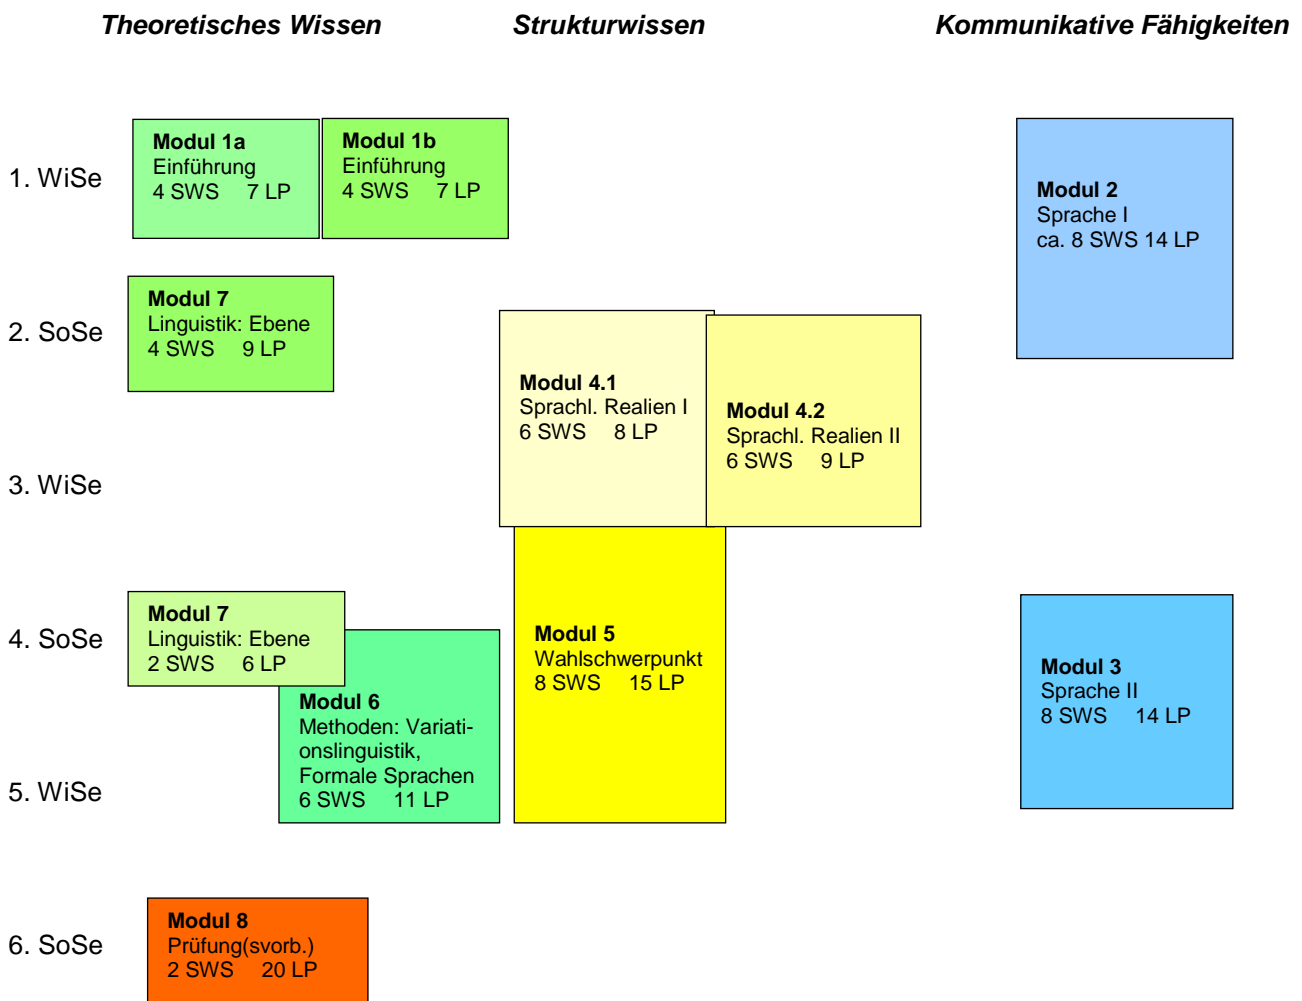 Theoretisches Wissen Strukturwissen Kommunikative Fähigkeiten
1. WiSe
Modul 1a
Einführung
4 SWS 7 LP
Modul 1b
Einführung
4 SWS 7 LP
Modul 2
Sprache I
ca. 8 SWS 14 LP
2. SoSe
Modul 7
Linguistik: Ebene
4 SWS 9 LP
Modul 4.1
Sprachl. Realien I
6 SWS 8 LP
Modul 4.2
Sprachl. Realien II
6 SWS 9 LP
3. WiSe
4. SoSe
Modul 7
Linguistik: Ebene
2 SWS 6 LP
Modul 5
Wahlschwerpunkt
8 SWS 15 LP
Modul 3
Sprache II
8 SWS 14 LP
Modul 6
Methoden: Variati-
onslinguistik,
Formale Sprachen
6 SWS 11 LP
5. WiSe
6. SoSe
Modul 8
Prüfung(svorb.)
2 SWS 20 LP